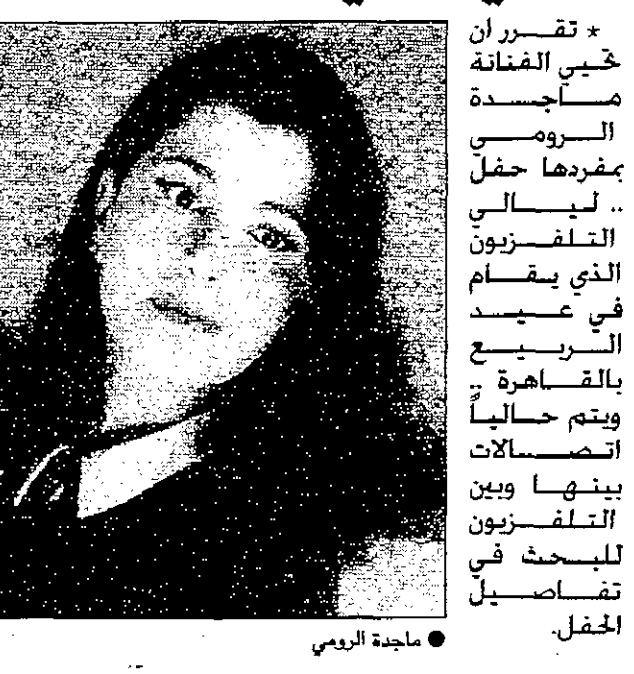 * تقرر ان
تحيي الفنانة
ماجدة
الرومي
بمفردها حفل
.. ليالي
التلفزيون
الذي يقام
في عيد
الربيع
بالقاهرة ..
ويتم حالياً
اتصالات
بينها وبين
التلفزيون
للبحث في
تفاصيل
الحفل.
● ماجدة الرومي